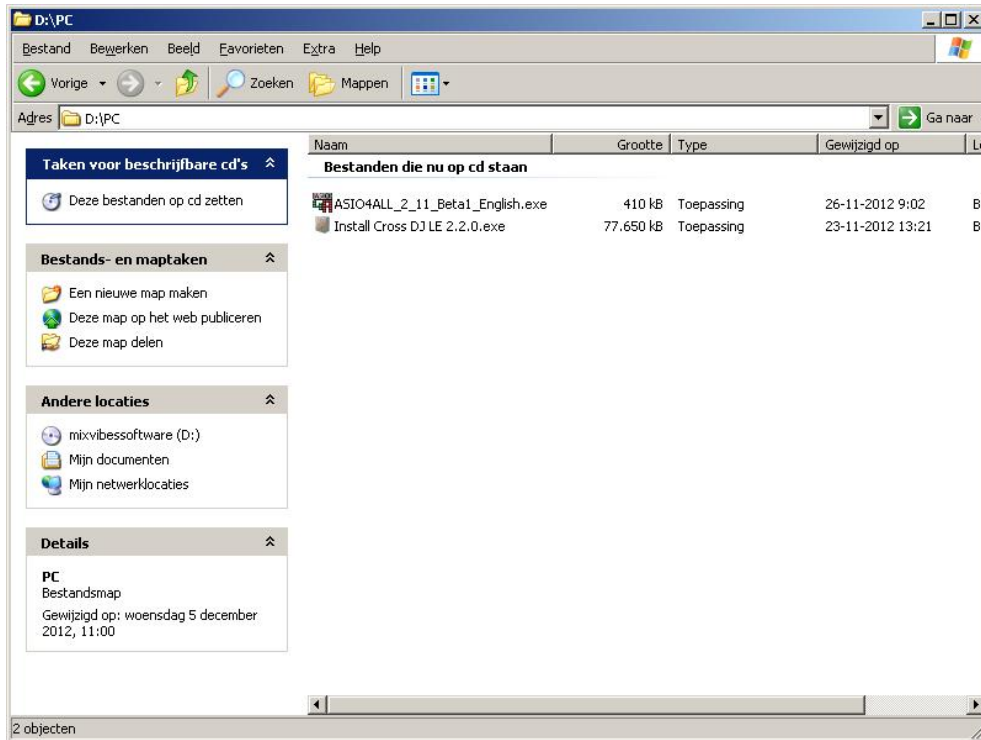 D:\PC
Bestand Bewerken Beeld Favorieten Extra Help
Vorige Zoeken Mappen
Adres D:\PC Ga naar
Taken voor beschrijfbare cd's
Deze bestanden op cd zetten
Bestands- en maptaken
Een nieuwe map maken
Deze map op het web publiceren
Deze map delen
Andere locaties
mixvibessoftware (D:)
Mijn documenten
Mijn netwerklocaties
Details
PC
Bestandsmap
Gewijzigd op: woensdag 5 december
2012, 11:00
Naam Grootte Type Gewijzigd op
Bestanden die nu op cd staan
ASIO4ALL_2_11_Beta1_English.exe 410 kB Toepassing 26-11-2012 9:02 B
Install Cross DJ LE 2.2.0.exe 77.650 kB Toepassing 23-11-2012 13:21 B
2 objecten